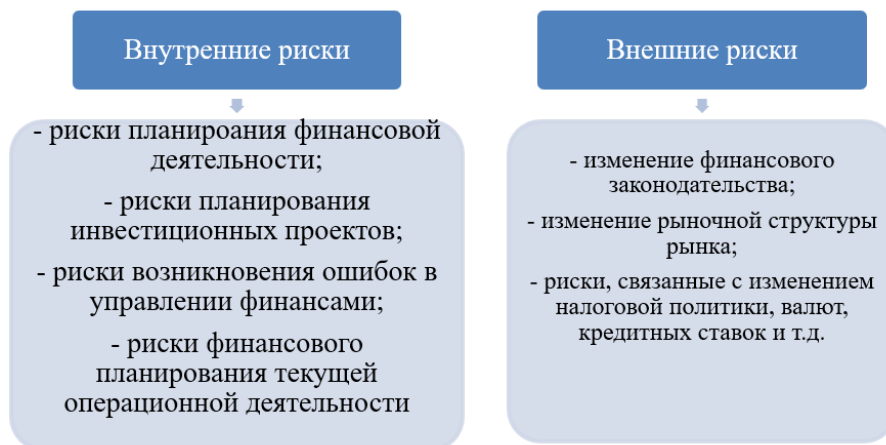 Внутренние риски
- риски планироания финансовой
деятельности;
- риски планирования
инвестиционных проектов;
- риски возникновения ошибок в
управлении финансами;
- риски финансового
планирования текущей
операционной деятельности
Внешние риски
- изменение финансового
законодательства;
- изменение рыночной структуры
рынка;
- риски, связанные с изменением
налоговой политики, валют,
кредитных ставок и т.д.